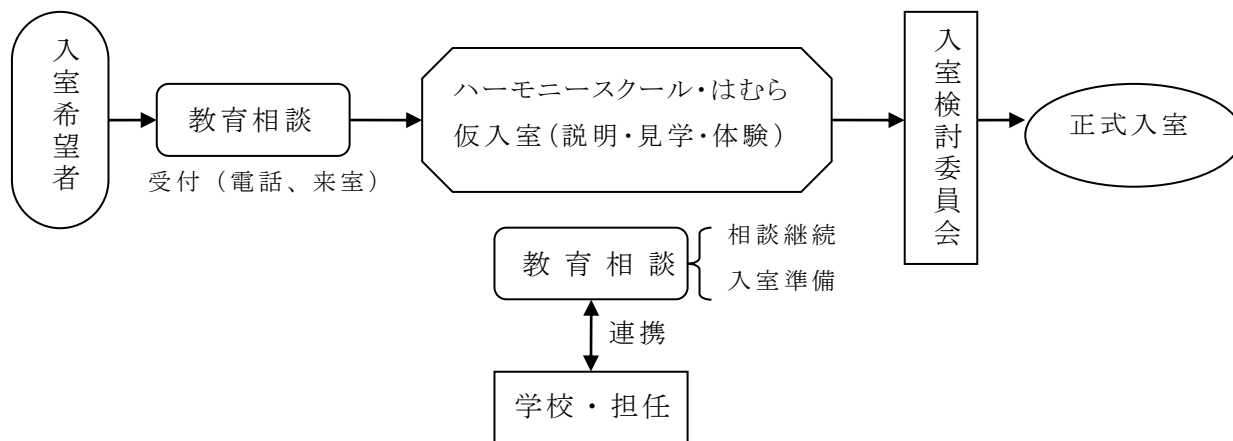 入室希望者
教育相談
受付（電話、来室）
ハーモニースクール・はむら
仮入室（説明・見学・体験）
入室検討委員会
正式入室
教育相談
相談継続
入室準備
連携
学校・担任